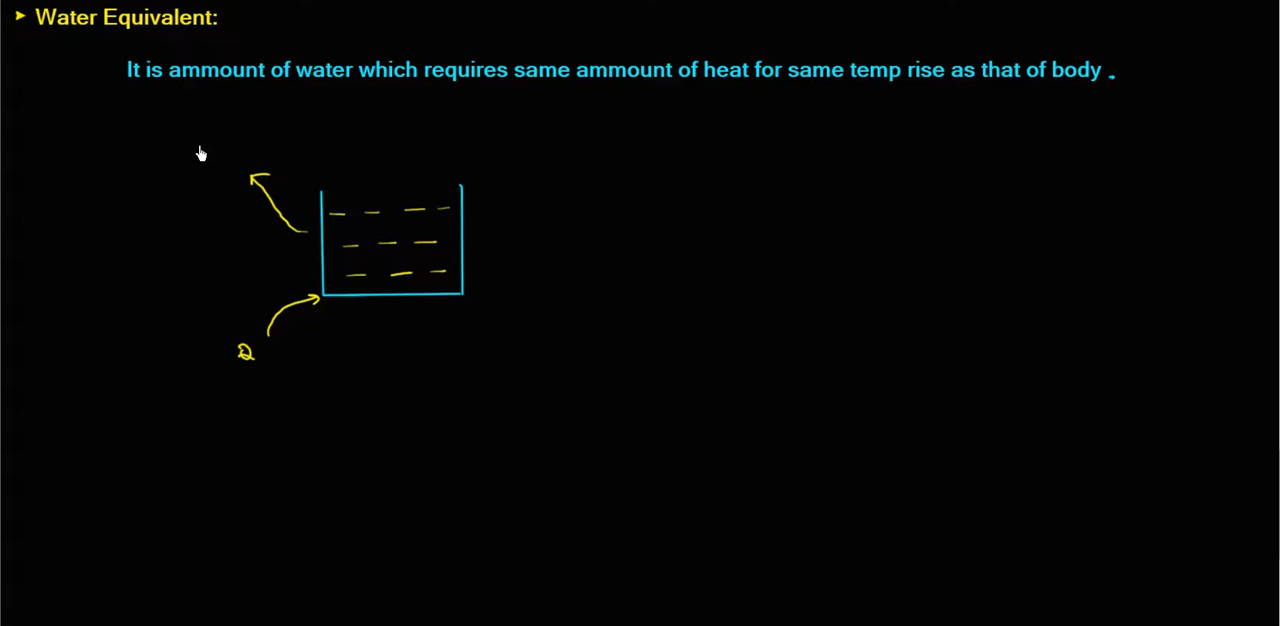 ➤ Water Equivalent:
It is ammount of water which requires same ammount of heat for same temp rise as that of body .
Q